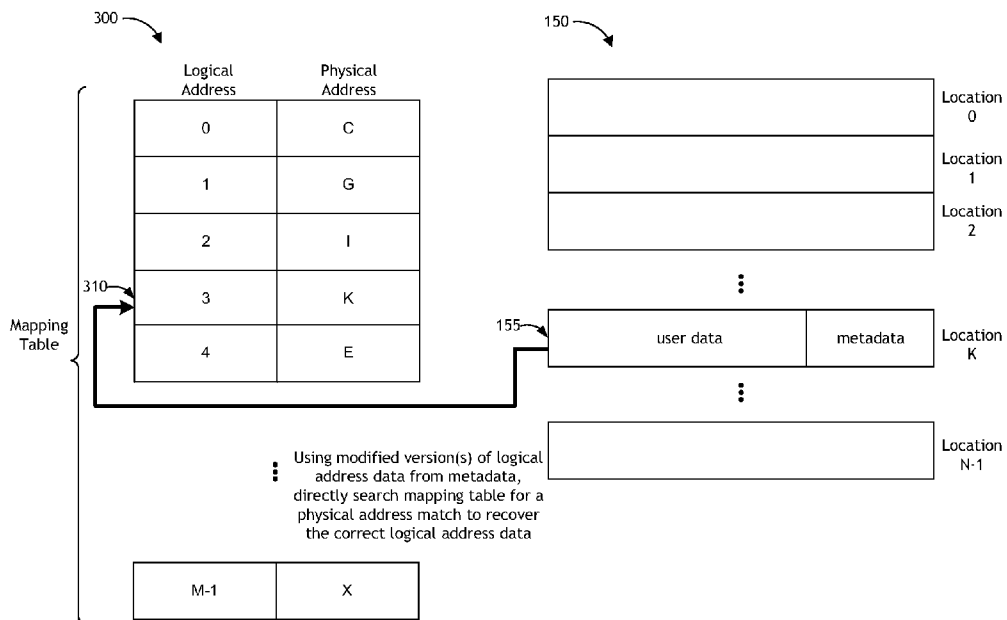 300
150
Logical
Address
Physical
Address
0 C
1 G
2 I
310
3 K
4 E
M-1 X
Mapping
Table
Location
0
Location
1
Location
2
155
user data metadata
Location
K
Location
N-1
Using modified version(s) of logical
address data from metadata,
directly search mapping table for a
physical address match to recover
the correct logical address data